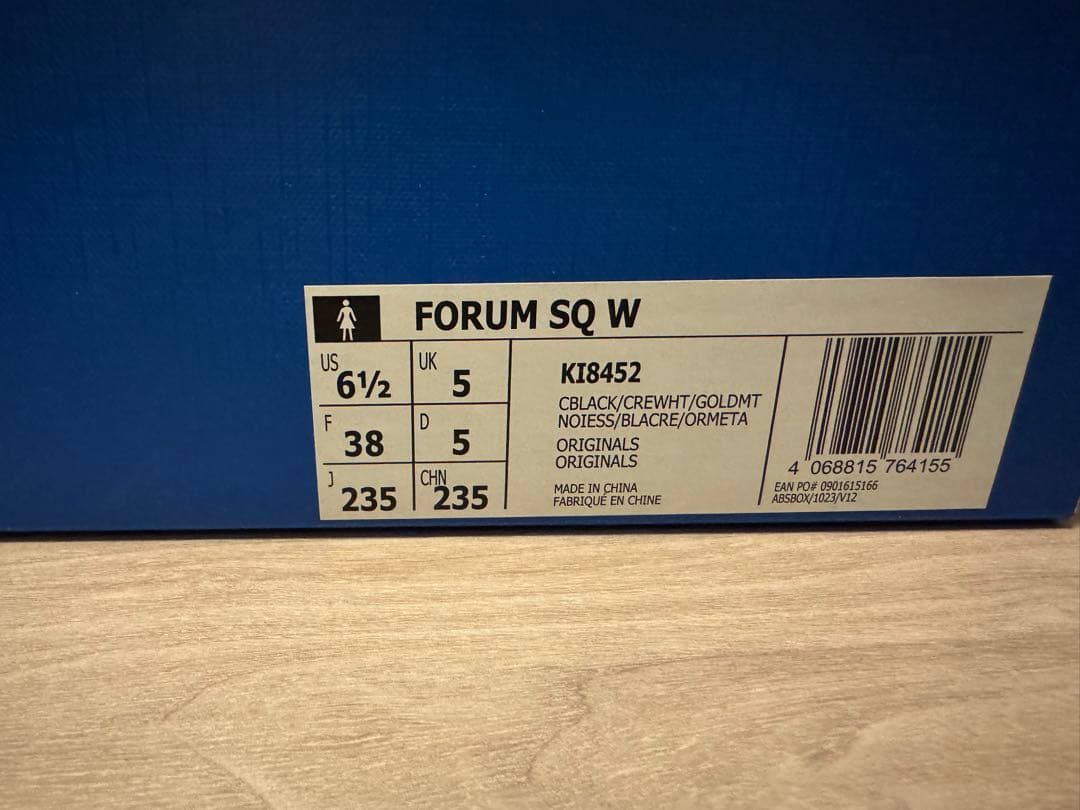 FORUM SQ W
US 6½ UK 5
F 38 D 5
J 235 CHN 235
KI8452
CBLACK/CREWHT/GOLDMT
NOIESS/BLACRE/ORMETA
ORIGINALS
ORIGINALS
MADE IN CHINA
FABRIQUÉ EN CHINE
4 068815 764155
EAN PO# 0901615166
ABSBOX/1023/V12